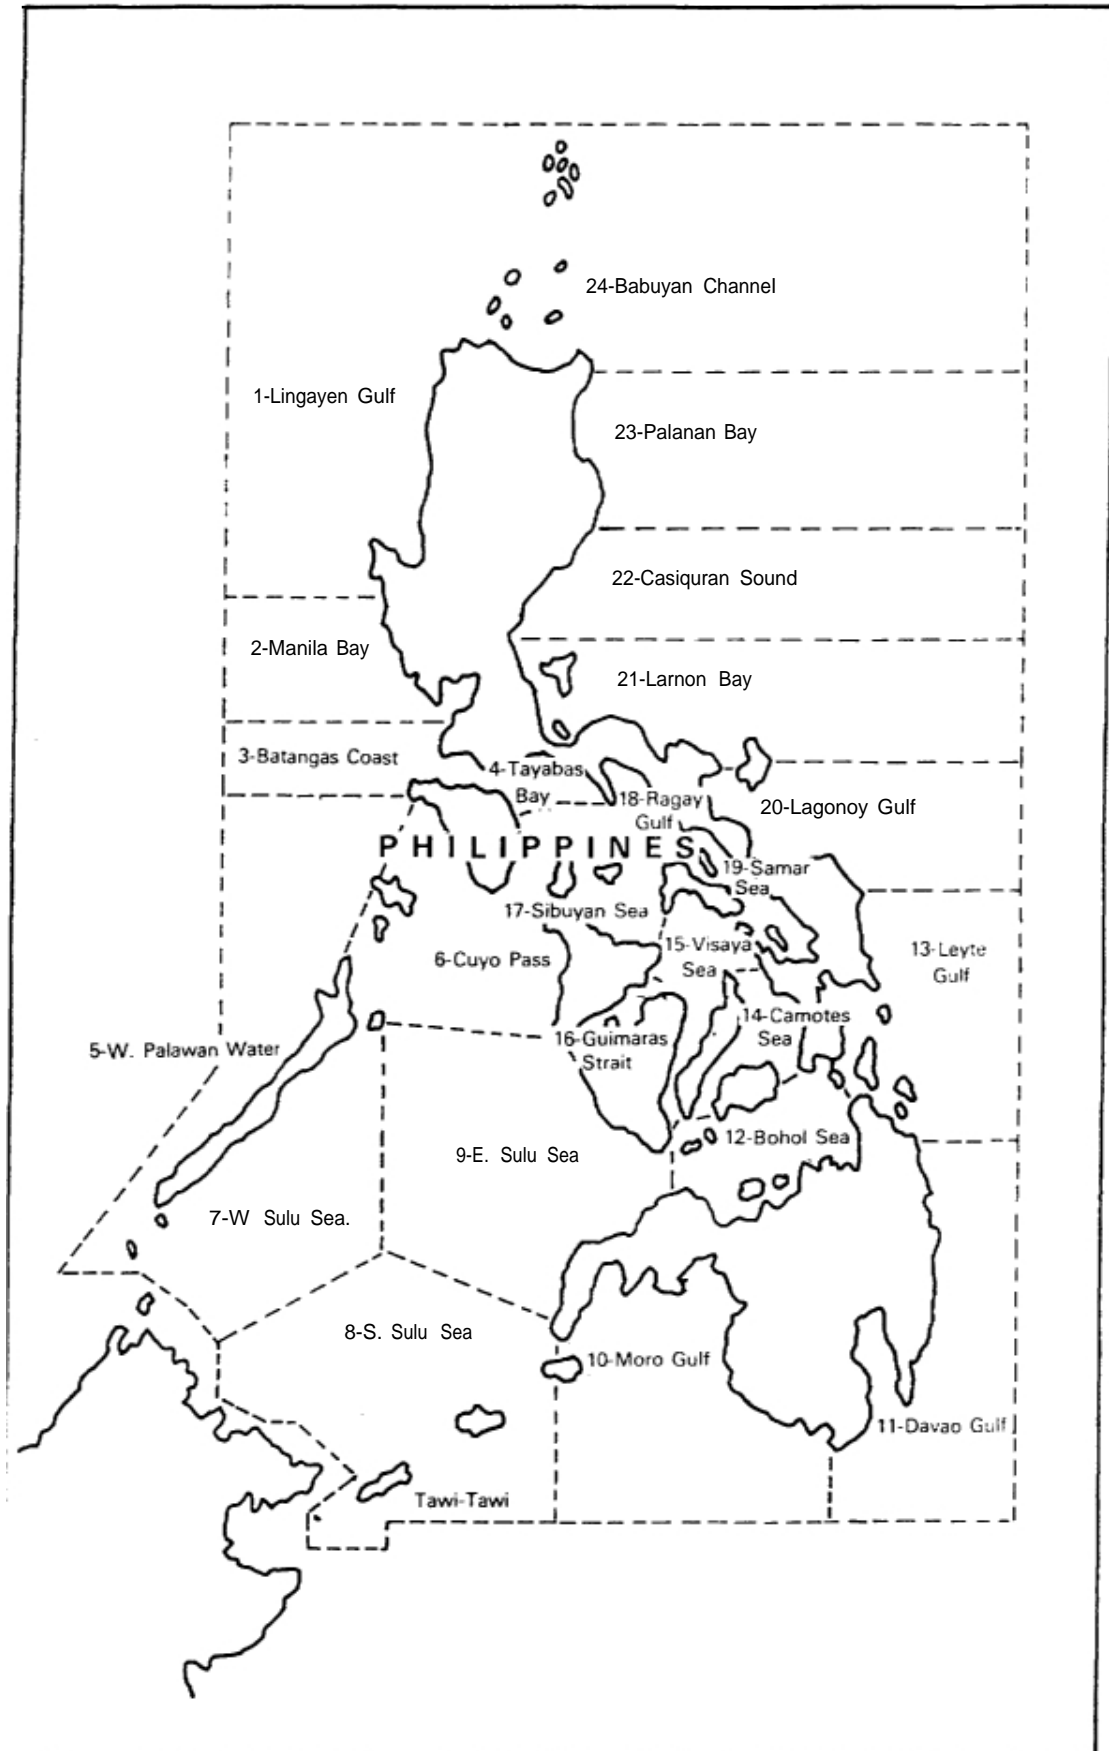 24-Babuyan Channel
1-Lingayen Gulf
23-Palanan Bay
22-Casiquran Sound
2-Manila Bay
21-Larnon Bay
3-Batangas Coast
4-Tayabas
Bay
18-Ragay
Gulf
20-Lagonoy Gulf
PHILIPPINES
19-Samar
Sea
17-Sibuyan Sea
15-Visaya
Sea
13-Leyte
Gulf
6-Cuyo Pass
14-Camotes
Sea
16-Guimaras
Strait
5-W. Palawan Water
12-Bohol Sea
9-E. Sulu Sea
7-W Sulu Sea.
8-S. Sulu Sea
10-Moro Gulf
11-Davao Gulf
Tawi-Tawi